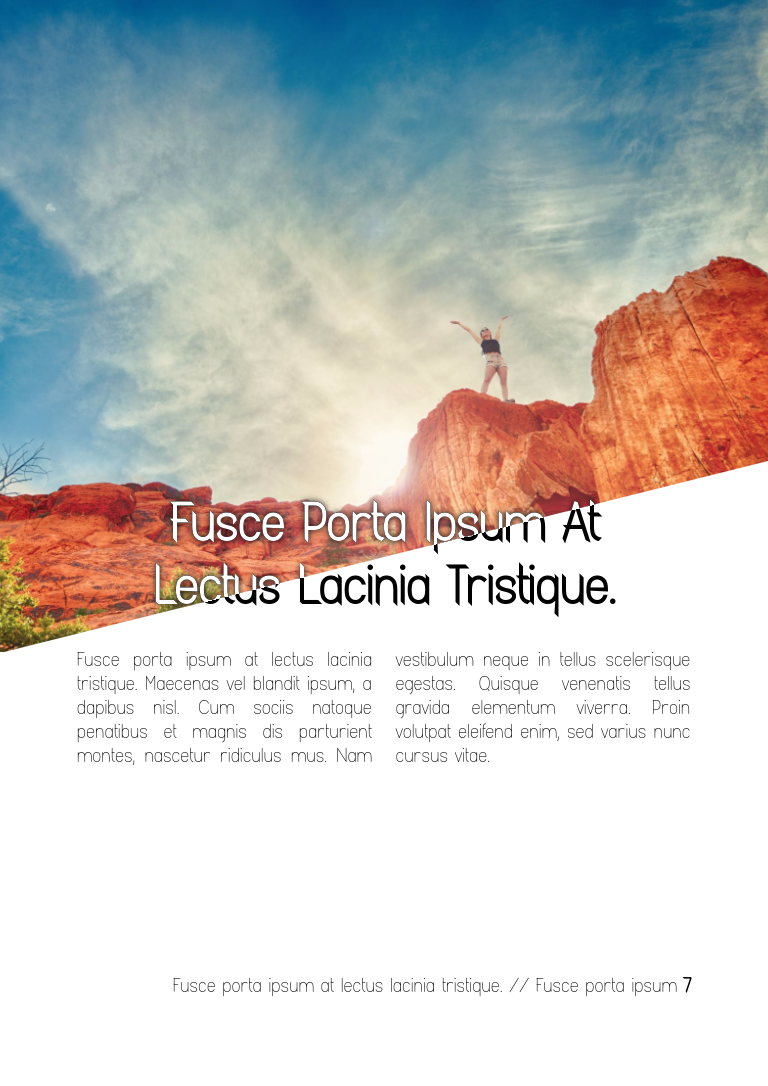 Fusce Porta Ipsum At
Lectus Lacinia Tristique.
Fusce porta ipsum at lectus lacinia
tristique. Maecenas vel blandit ipsum, a
dapibus nisl. Cum sociis natoque
penatibus et magnis dis parturient
montes, nascetur ridiculus mus. Nam
vestibulum neque in tellus scelerisque
egestas. Quisque venenatis tellus
gravida elementum viverra. Proin
volutpat eleifend enim, sed varius nunc
cursus vitae.
Fusce porta ipsum at lectus lacinia tristique. // Fusce porta ipsum 7